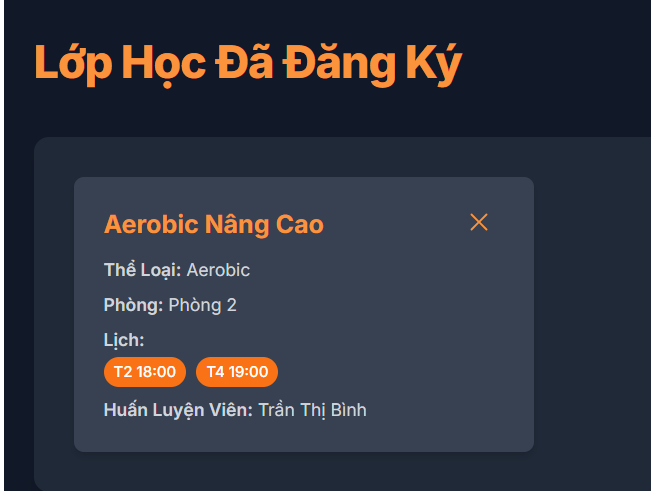 Lớp Học Đã Đăng Ký
Aerobic Nâng Cao
Thể Loại: Aerobic
Phòng: Phòng 2
Lịch:
T2 18:00 T4 19:00
Huấn Luyện Viên: Trần Thị Bình